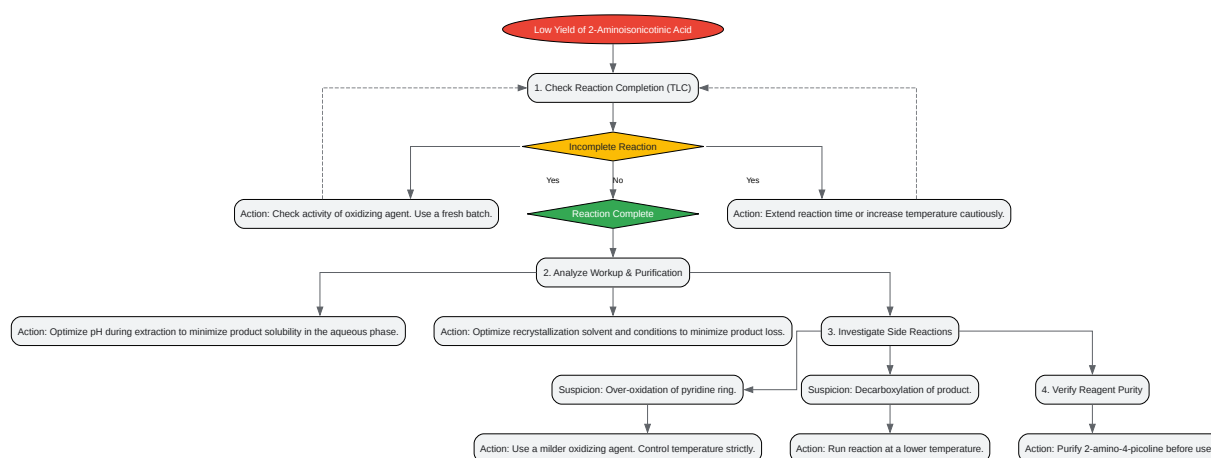 Low Yield of 2-Aminoisonicotinic Acid
1. Check Reaction Completion (TLC)
Incomplete Reaction
Yes
No
Yes
Action: Check activity of oxidizing agent. Use a fresh batch.
Reaction Complete
Action: Extend reaction time or increase temperature cautiously.
2. Analyze Workup & Purification
Action: Optimize pH during extraction to minimize product solubility in the aqueous phase.
Action: Optimize recrystallization solvent and conditions to minimize product loss.
3. Investigate Side Reactions
Suspicion: Over-oxidation of pyridine ring.
Suspicion: Decarboxylation of product.
4. Verify Reagent Purity
Action: Use a milder oxidizing agent. Control temperature strictly.
Action: Run reaction at a lower temperature.
Action: Purify 2-amino-4-picoline before use